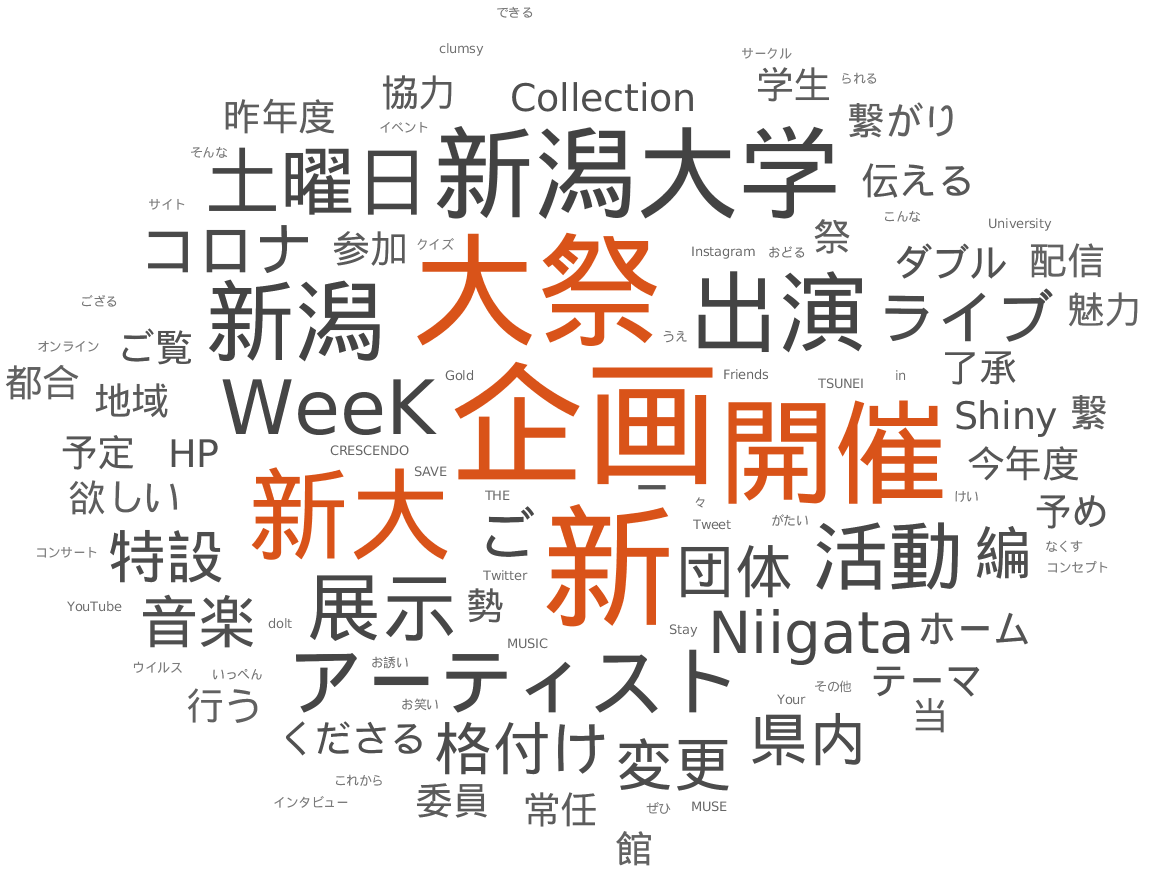 できる
clumsy
サークル
協力 Collection 学生 られる
昨年度 イベント 繋がり
そんな 土曜日 新潟大学 伝える
サイト こんな University
コロナ 参加 クイズ 大祭 Instagram おどる 祭 ダブル 配信
ござる 新潟 うえ 出演 ライブ 魅力
オンライン ご覧 了承
都合 地域 WeeK Gold 企画 Friends TSUNEI in
Shiny 繋
予定 HP CRESCENDO 開催 今年度
欲しい 新大 SAVE THE ー 々 けい 予め
コンサート 特設 ご 新 Tweet がたい 活動 編 なくす
コンセプト
YouTube 音楽 doIt 展示 Twitter 勢 団体
Stay Niigata ホーム
ウイルス いっぺん アーティスト お誘い MUSIC テーマ
行う お笑い Your その他 当
くださる 格付け 変更 県内
これから
インタビュー 委員 常任 ぜひ MUSE
館